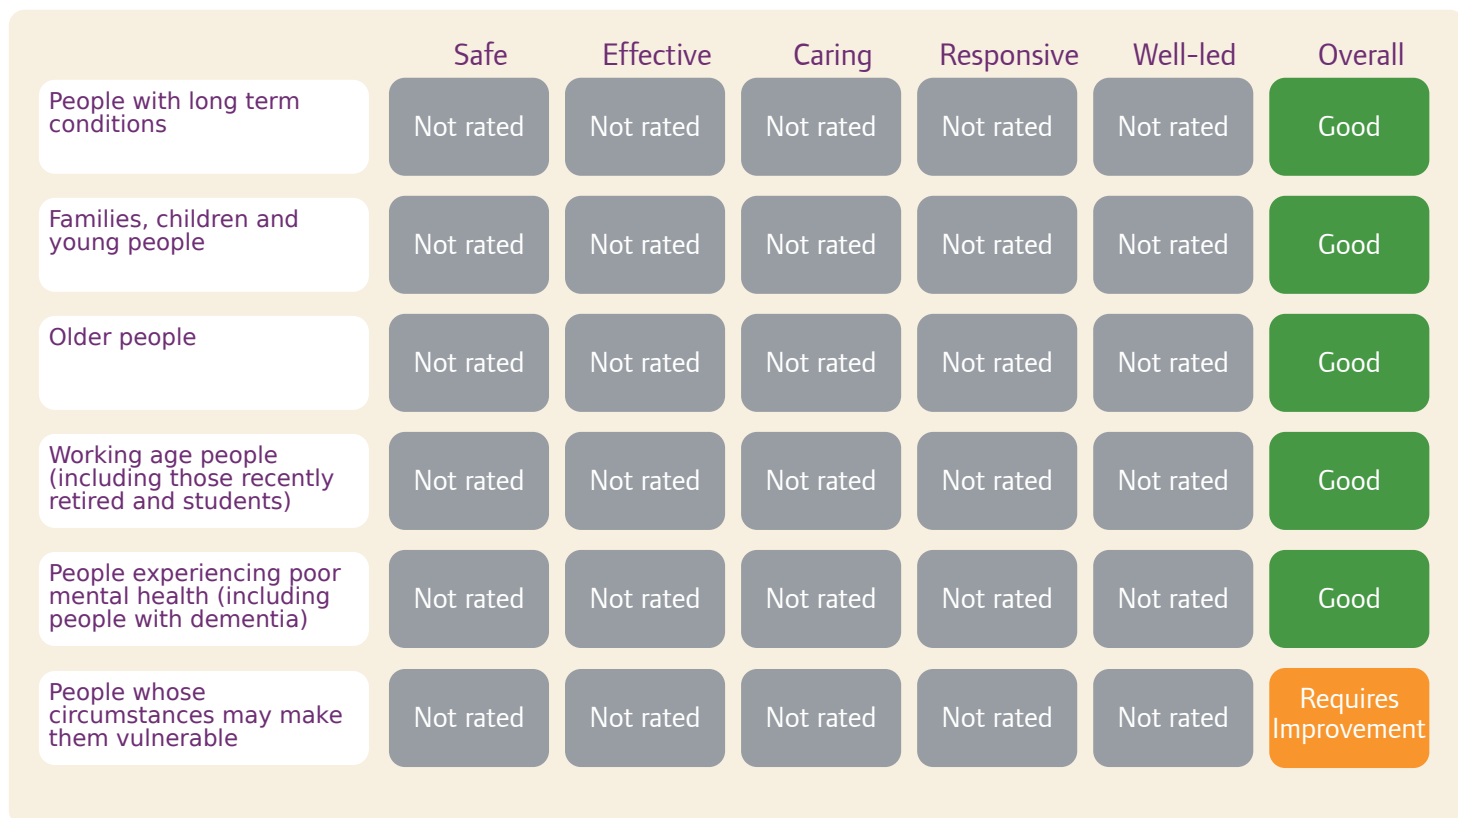 Safe Effective Caring Responsive Well-led Overall
People with long term
conditions
Not rated Not rated Not rated Not rated Not rated Good
Families, children and
young people
Not rated Not rated Not rated Not rated Not rated Good
Older people
Not rated Not rated Not rated Not rated Not rated Good
Working age people
(including those recently
retired and students)
Not rated Not rated Not rated Not rated Not rated Good
People experiencing poor
mental health (including
people with dementia)
Not rated Not rated Not rated Not rated Not rated Good
People whose
circumstances may make
them vulnerable
Not rated Not rated Not rated Not rated Not rated Requires
Improvement